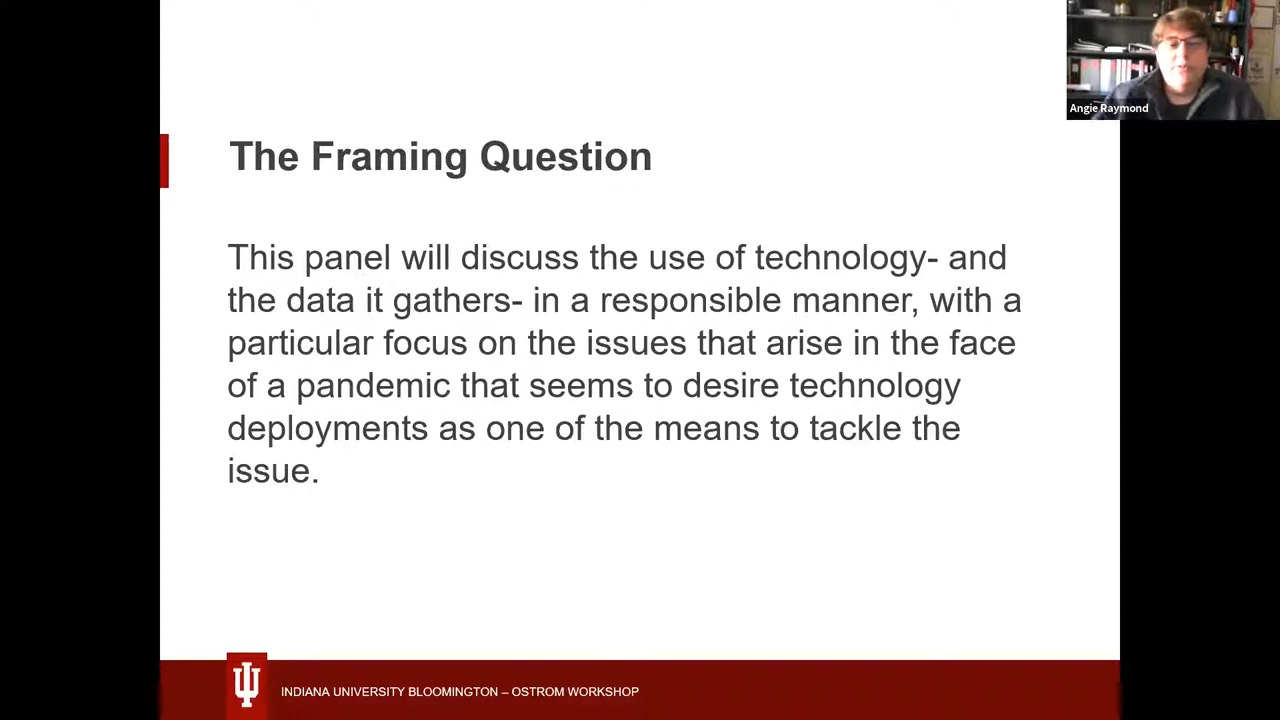 Angie Raymond
The Framing Question
This panel will discuss the use of technology- and
the data it gathers- in a responsible manner, with a
particular focus on the issues that arise in the face
of a pandemic that seems to desire technology
deployments as one of the means to tackle the
issue.
INDIANA UNIVERSITY BLOOMINGTON – OSTROM WORKSHOP